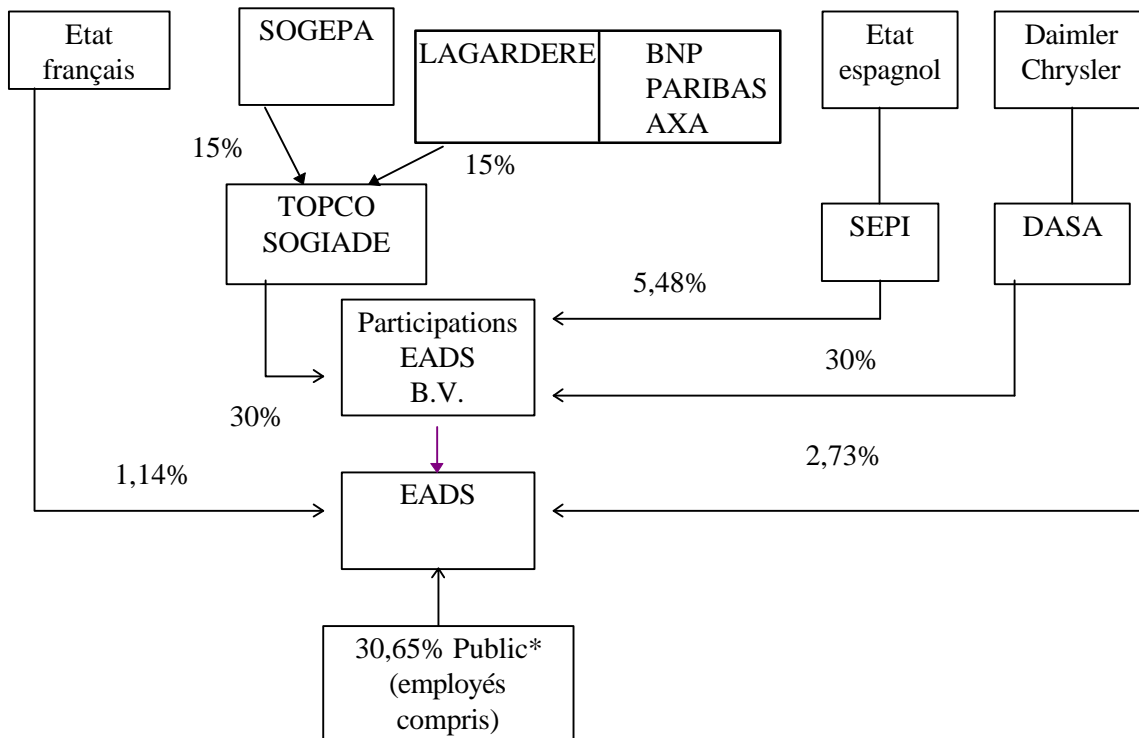 Etat
français
SOGEPA
LAGARDERE
BNP
PARIBAS
AXA
Etat
espagnol
Daimler
Chrysler
15%
15%
TOPCO
SOGIADE
SEPI
DASA
5,48%
Participations
EADS
B.V.
30%
30%
1,14%
2,73%
EADS
30,65% Public*
(employés
compris)